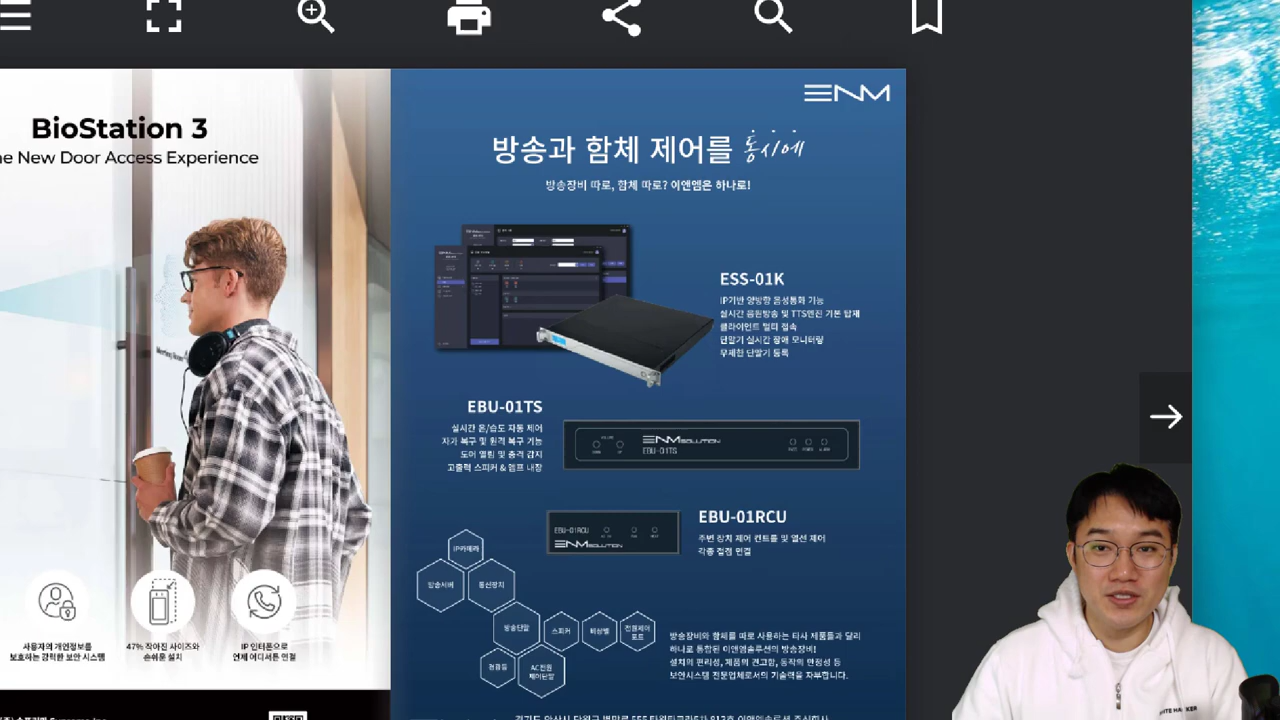 BioStation 3
he New Door Access Experience
사용자의 개인정보를
보호하는 강력한 보안 시스템
47% 작아진 사이즈와
손쉬운 설치
IP 인터폰으로
언제 어디서든 연결
ENM
방송과 함체 제어를 동시에
방송장비 따로, 함체 따로? 이앤엠은 하나로!
ESS-01K
IP기반 양방향 음성통화 기능
실시간 음원방송 및 TTS엔진 기본 탑재
클라이언트 멀티 접속
단말기 실시간 장애 모니터링
무제한 단말기 등록
EBU-01TS
실시간 온/습도 자동 제어
자가 복구 및 원격 복구 기능
도어 열림 및 충격 감지
고출력 스피커 & 앰프 내장
ENM SOLUTION
EBU-01TS
EBU-01RCU
주변 장치 제어 컨트롤 및 열선 제어
각종 접점 연결
EBU-01RCU
ENM SOLUTION
IP카메라
방송서버
통신장치
방송단말
스피커
비상벨
전원제어
포트
경광등
AC전원
제어단말
방송장비와 함체를 따로 사용하는 타사 제품들과 달리
하나로 통합된 이앤엠솔루션의 방송장비!
설치의 편리성, 제품의 견고함, 동작의 안정성 등
보안시스템 전문업체로서의 기술력을 자부합니다.
WHITE HACKER